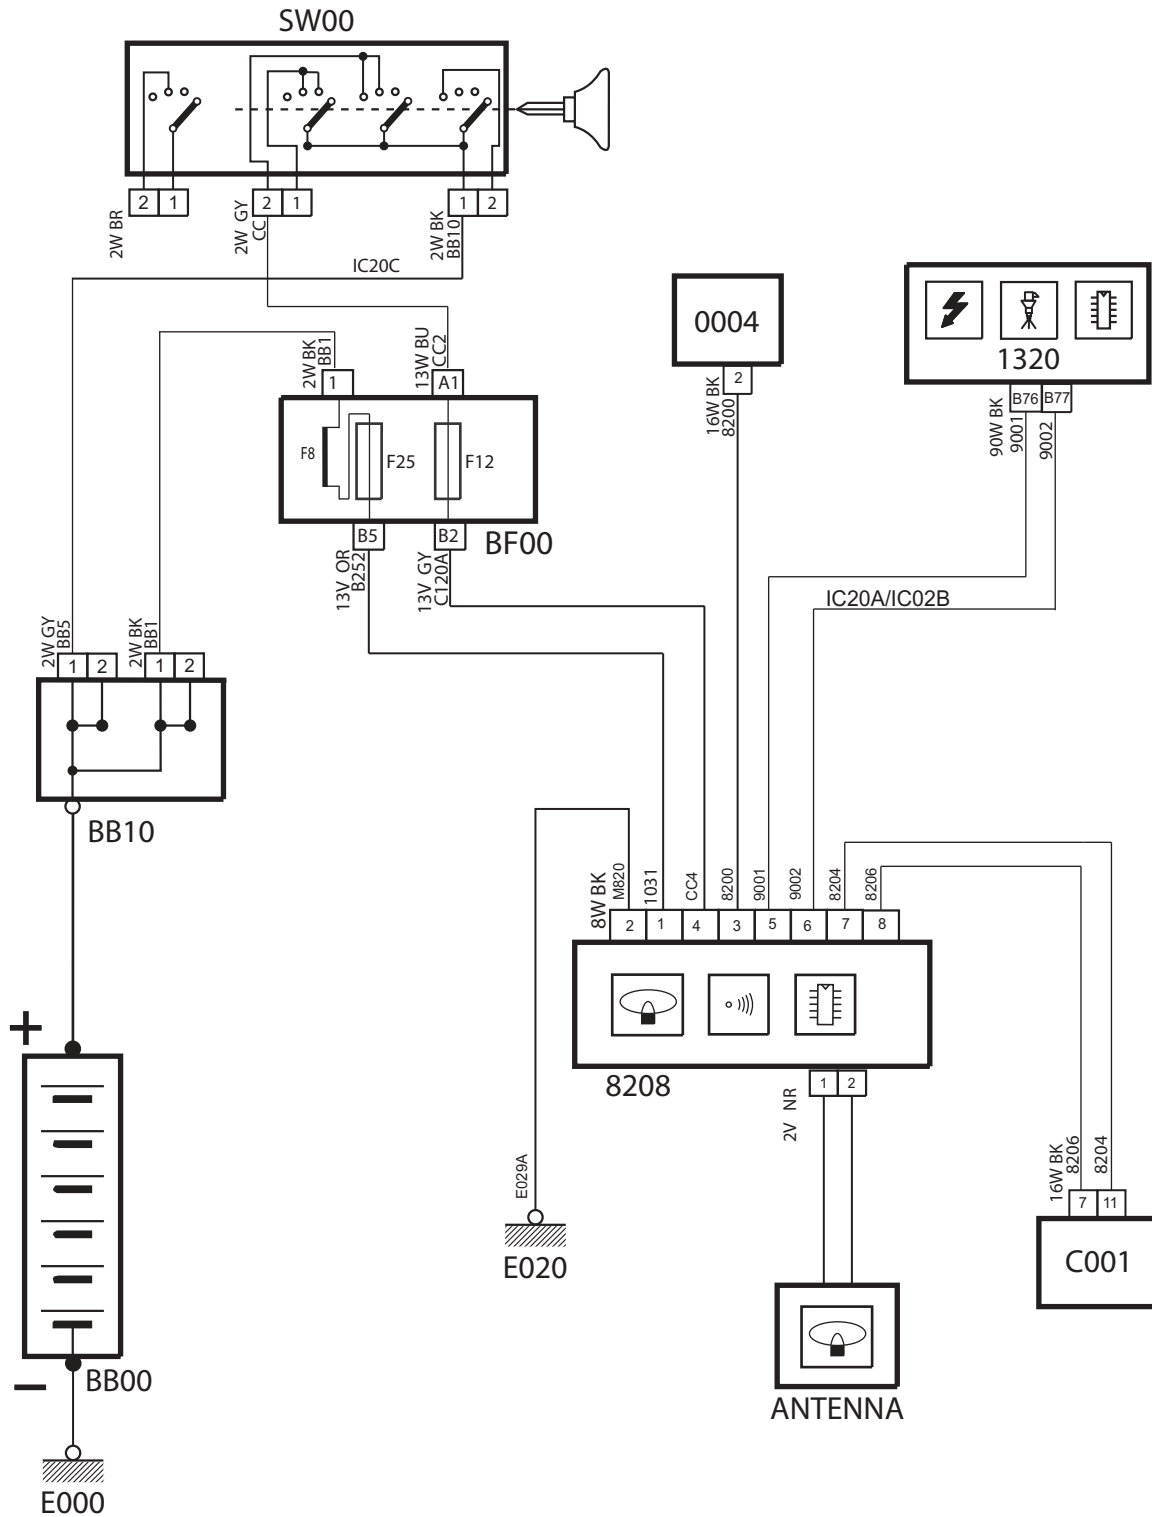 SW00
2 1
2 1
1 2
2W BR
2W GY
CC
2W BK
BB10
IC20C
0004
2
16W BK
8200
1320
B76 B77
90W BK
9001
9002
2W BK
BB1
13W BU
CC2
1
A1
F8
F25
F12
B5
B2
BF00
13V OR
B252
13V GY
C120A
IC20A/IC02B
2W GY
BB5
2W BK
BB1
1 2
1 2
BB10
8W BK
M820
1031
CC4
8200
9001
9002
8204
8206
2 1 4 3 5 6 7 8
8208
1 2
2V NR
+
E029A
E020
16W BK
8206
8204
7 11
C001
ANTENNA
BB00
–
E000